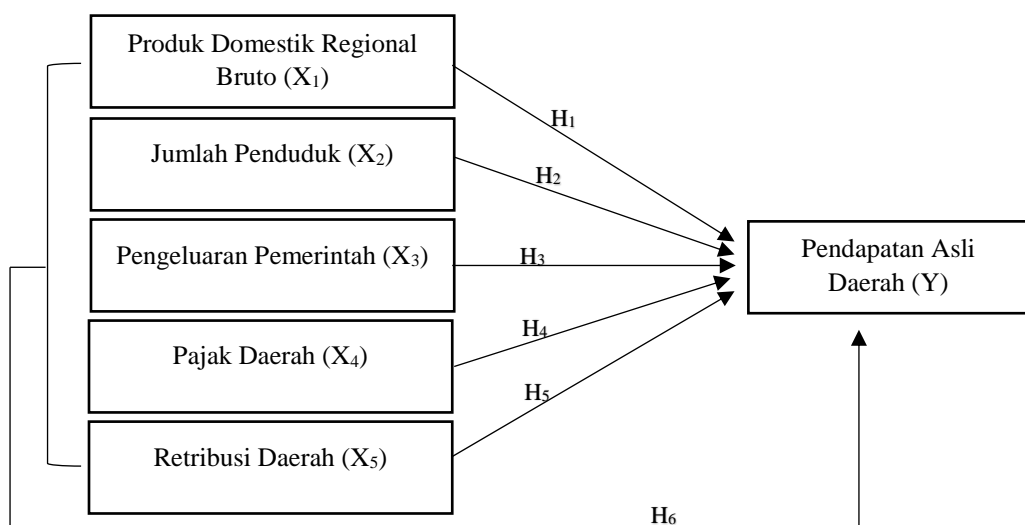 Produk Domestik Regional
Bruto (X₁)
H₁
Jumlah Penduduk (X₂)
H₂
Pengeluaran Pemerintah (X₃)
H₃
Pendapatan Asli
Daerah (Y)
Pajak Daerah (X₄)
H₄
Retribusi Daerah (X₅)
H₅
H₆